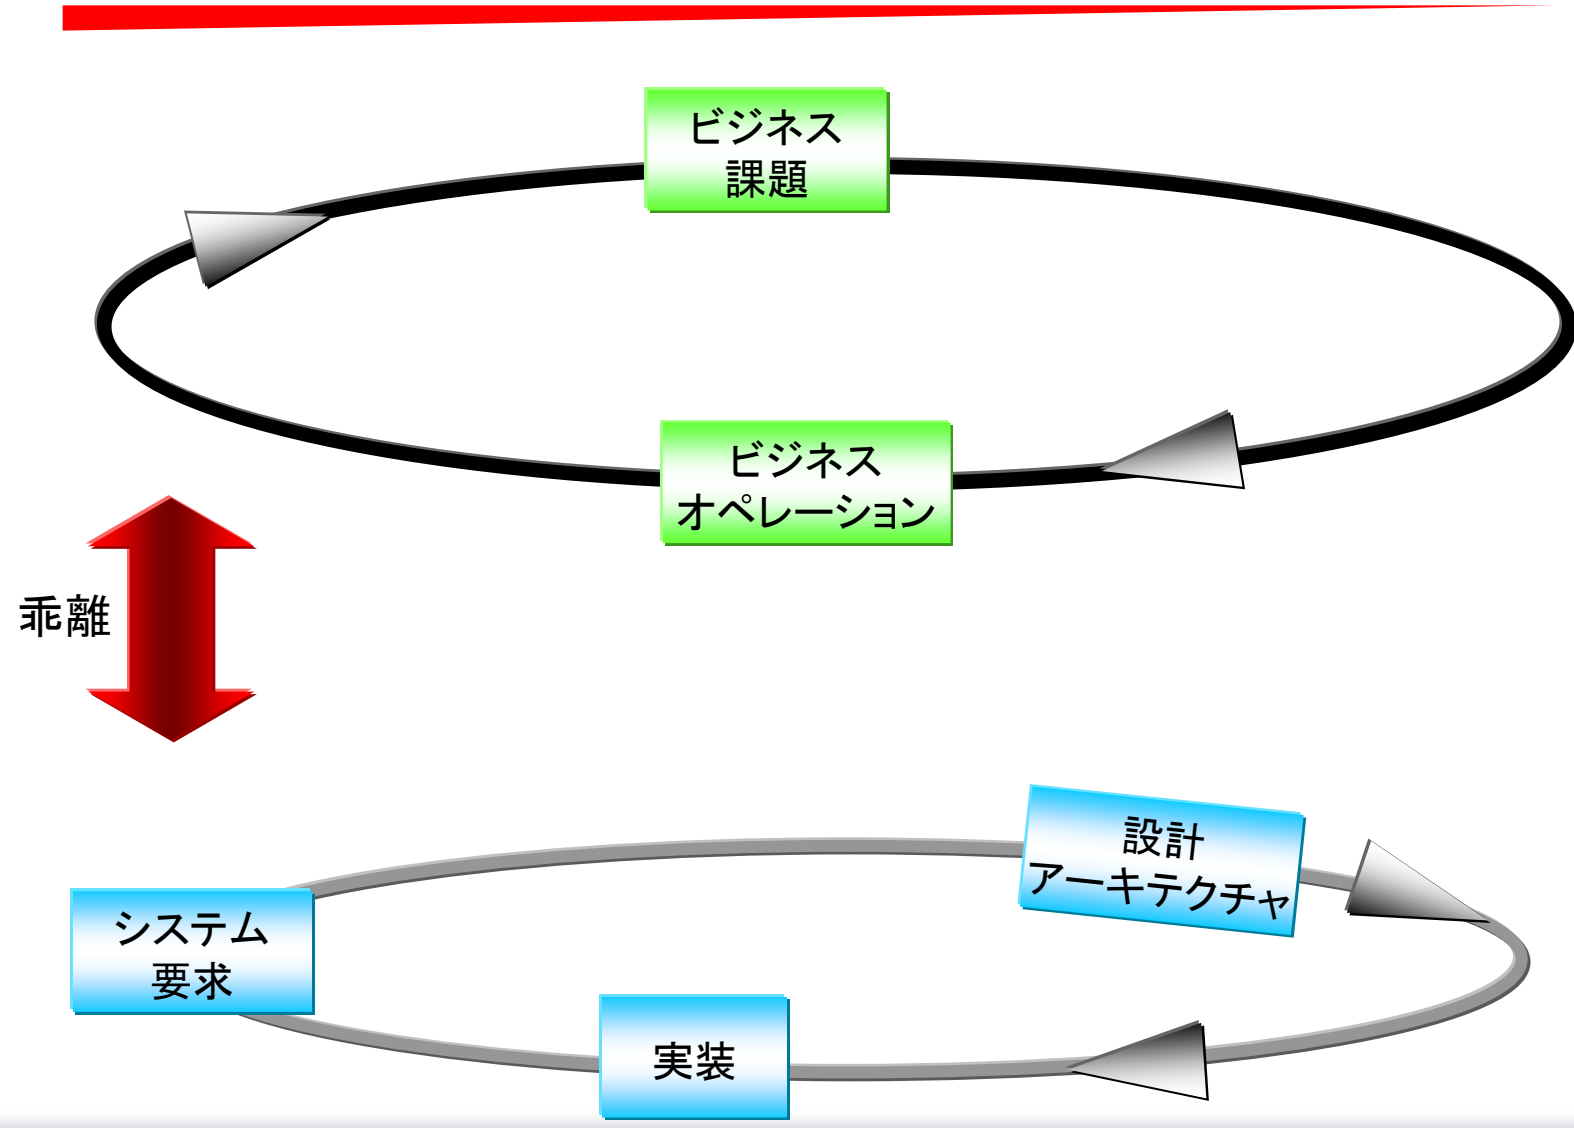 ビジネス
課題
ビジネス
オペレーション
乖離
設計
アーキテクチャ
システム
要求
実装